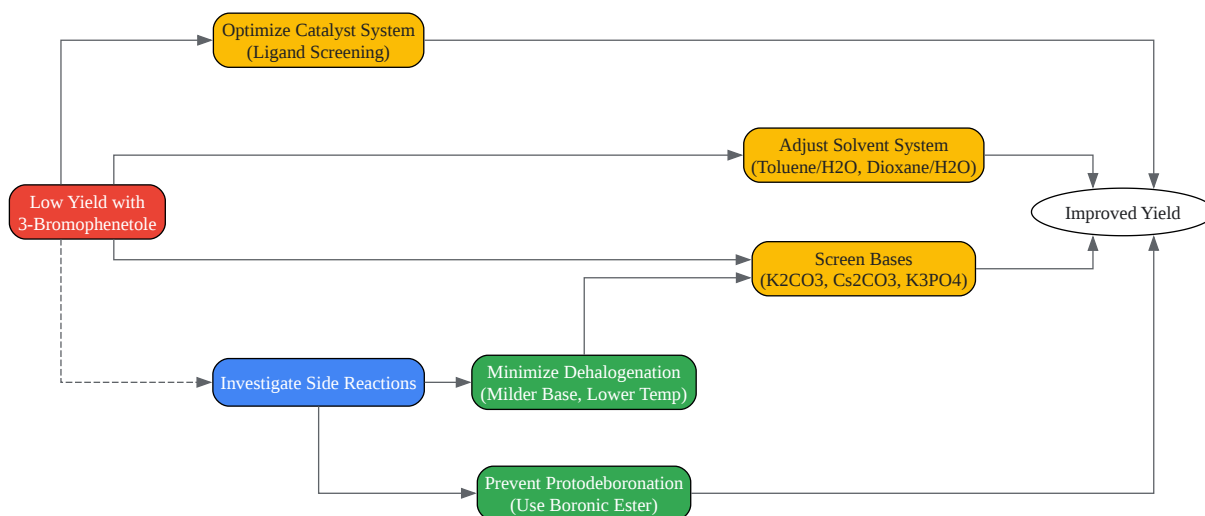 Optimize Catalyst System
(Ligand Screening)
Adjust Solvent System
(Toluene/H2O, Dioxane/H2O)
Low Yield with
3-Bromophenetole
Improved Yield
Screen Bases
(K2CO3, Cs2CO3, K3PO4)
Investigate Side Reactions
Minimize Dehalogenation
(Milder Base, Lower Temp)
Prevent Protodeboronation
(Use Boronic Ester)